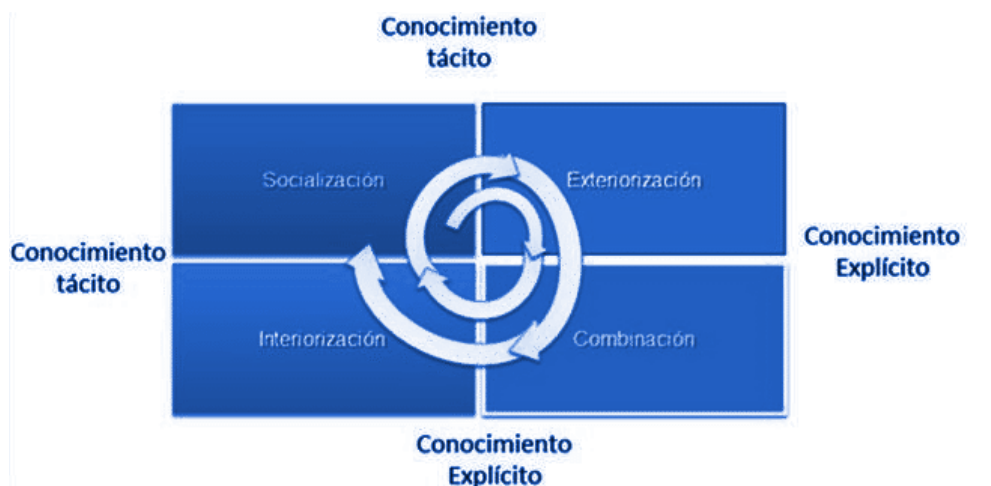 Conocimiento
tácito
Socialización
Exteriorización
Conocimiento
tácito
Conocimiento
Explícito
Interiorización
Combinación
Conocimiento
Explícito